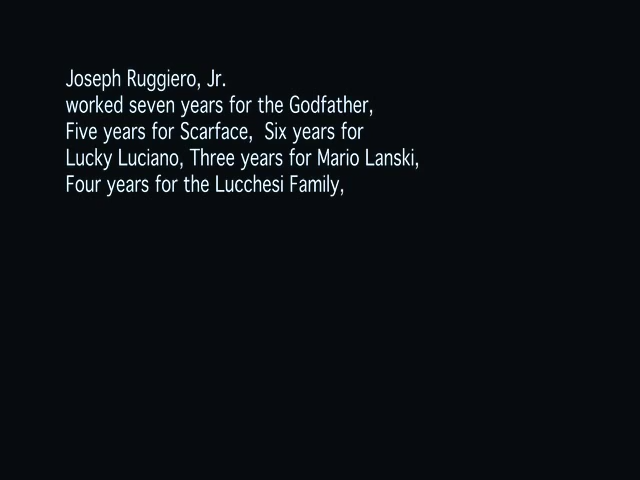 Joseph Ruggiero, Jr.
worked seven years for the Godfather,
Five years for Scarface,  Six years for
Lucky Luciano, Three years for Mario Lanski,
Four years for the Lucchesi Family,